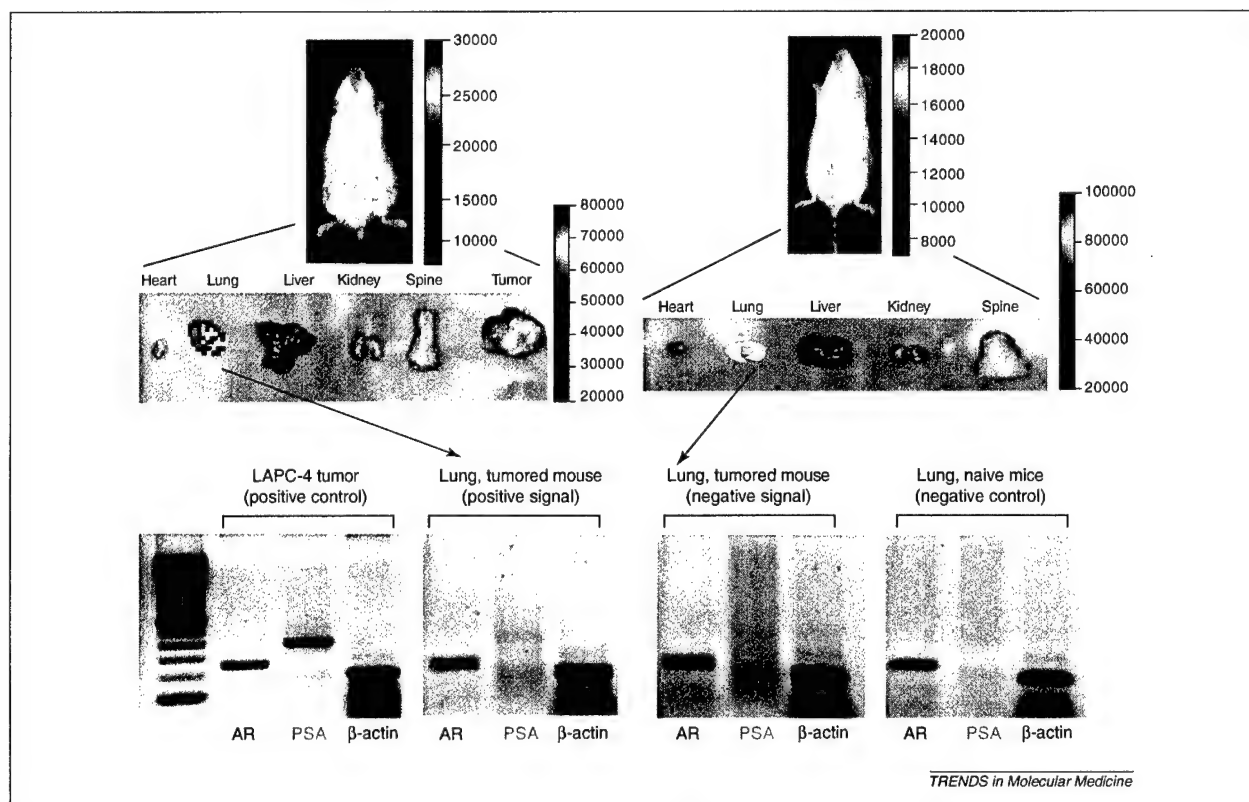 30000
25000
20000
15000
10000
20000
18000
16000
14000
12000
10000
8000
80000
70000
60000
50000
40000
30000
20000
100000
80000
60000
40000
20000
Heart Lung Liver Kidney Spine Tumor
Heart Lung Liver Kidney Spine
LAPC-4 tumor
(positive control)
Lung, tumored mouse
(positive signal)
Lung, tumored mouse
(negative signal)
Lung, naive mice
(negative control)
AR PSA β-actin
AR PSA β-actin
AR PSA β-actin
AR PSA β-actin
TRENDS in Molecular Medicine